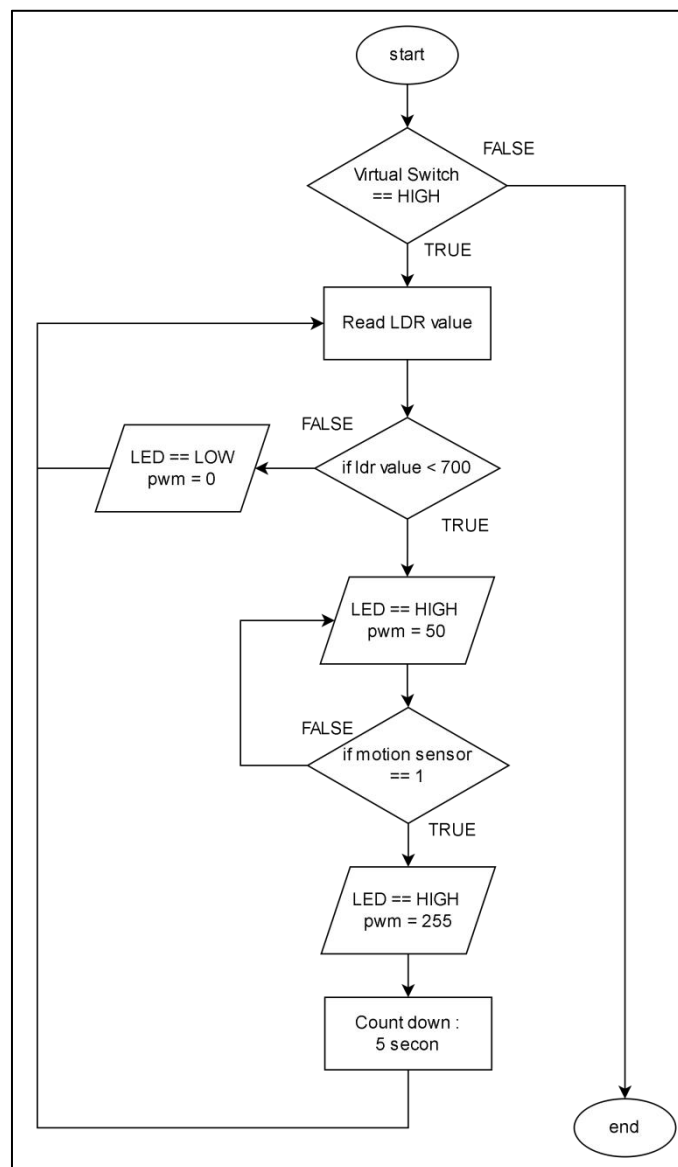 start
FALSE
Virtual Switch
== HIGH
TRUE
Read LDR value
FALSE
LED == LOW
pwm = 0
if ldr value < 700
TRUE
LED == HIGH
pwm = 50
FALSE
if motion sensor
== 1
TRUE
LED == HIGH
pwm = 255
Count down :
5 secon
end